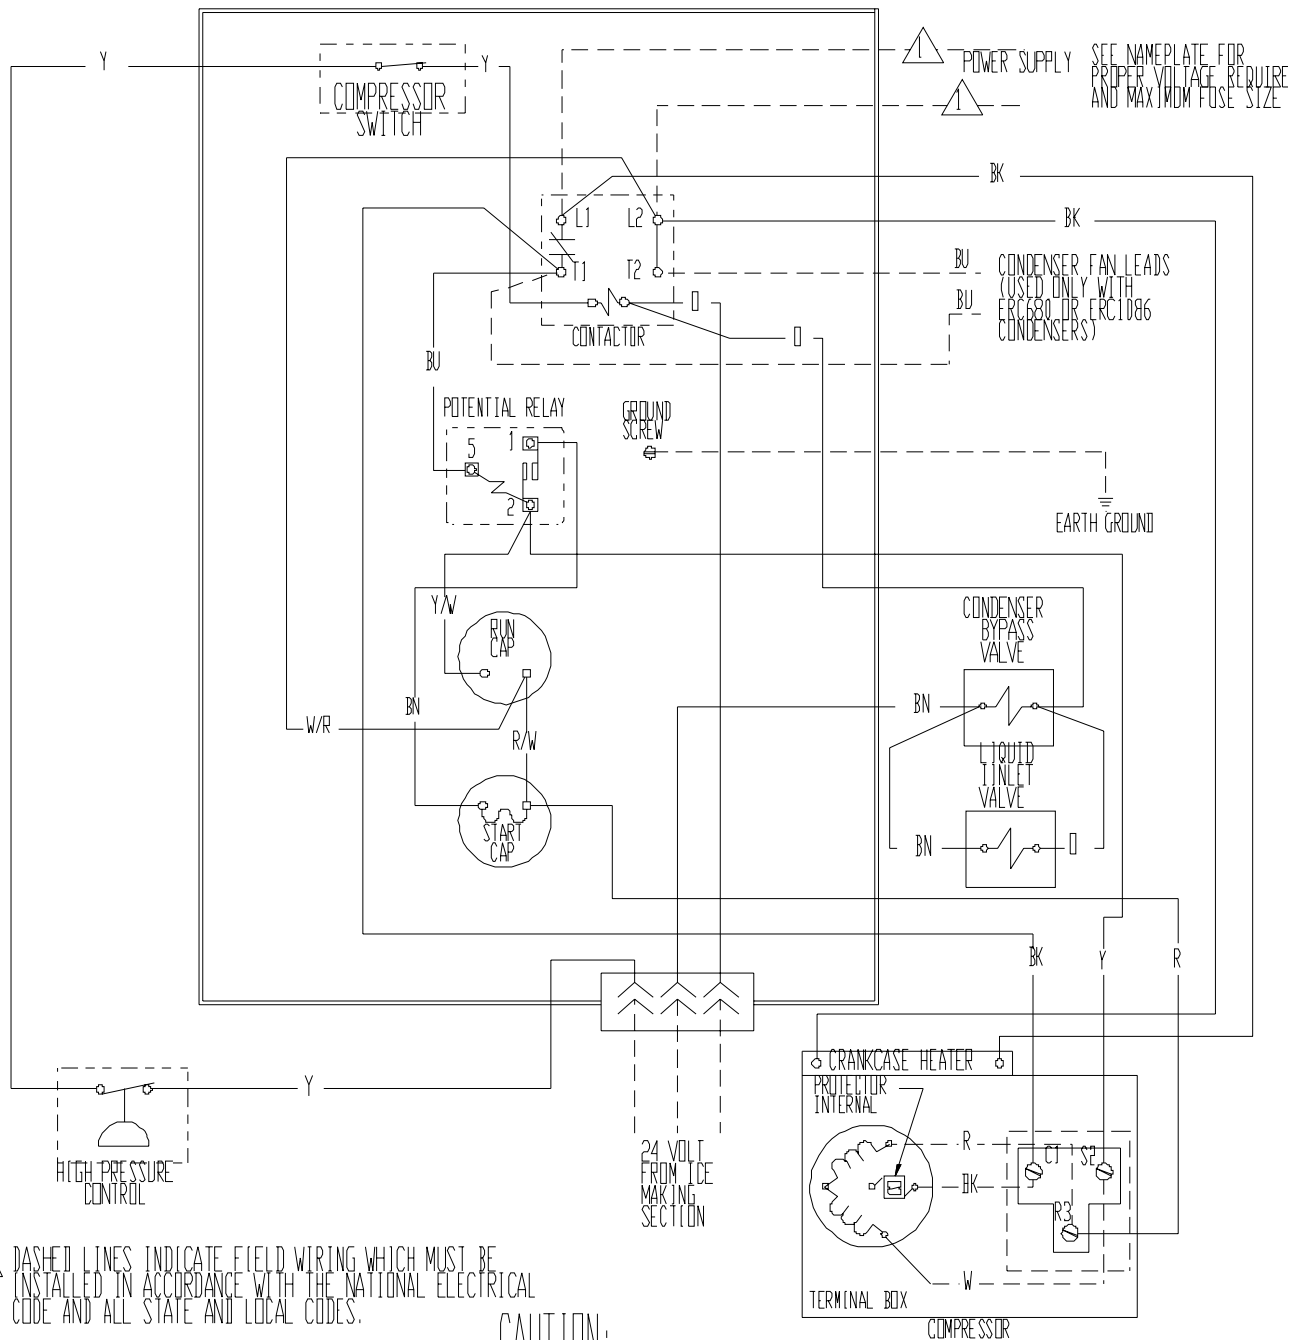 Y
COMPRESSOR
SWITCH
Y
1
POWER SUPPLY
1
SEE NAMEPLATE FOR
PROPER VOLTAGE REQUIRE
AND MAXIMUM FUSE SIZE
BK
L1
L2
BK
T1
T2
BU
BU
CONDENSER FAN LEADS
(USED ONLY WITH
ERC680 OR ERC1086
CONDENSERS)
O
CONTACTOR
O
BU
POTENTIAL RELAY
5
1
2
GROUND
SCREW
EARTH GROUND
Y/W
RUN
CAP
BN
W/R
R/W
START
CAP
CONDENSER
BYPASS
VALVE
BN
LIQUID
INLET
VALVE
BN
O
BK
Y
R
CRANKCASE HEATER
PROTECTOR
INTERNAL
R
BK
W
C1
S2
R3
TERMINAL BOX
COMPRESSOR
Y
HIGH PRESSURE
CONTROL
24 VOLT
FROM ICE
MAKING
SECTION
DASHED LINES INDICATE FIELD WIRING WHICH MUST BE
INSTALLED IN ACCORDANCE WITH THE NATIONAL ELECTRICAL
CODE AND ALL STATE AND LOCAL CODES.
CAUTION: